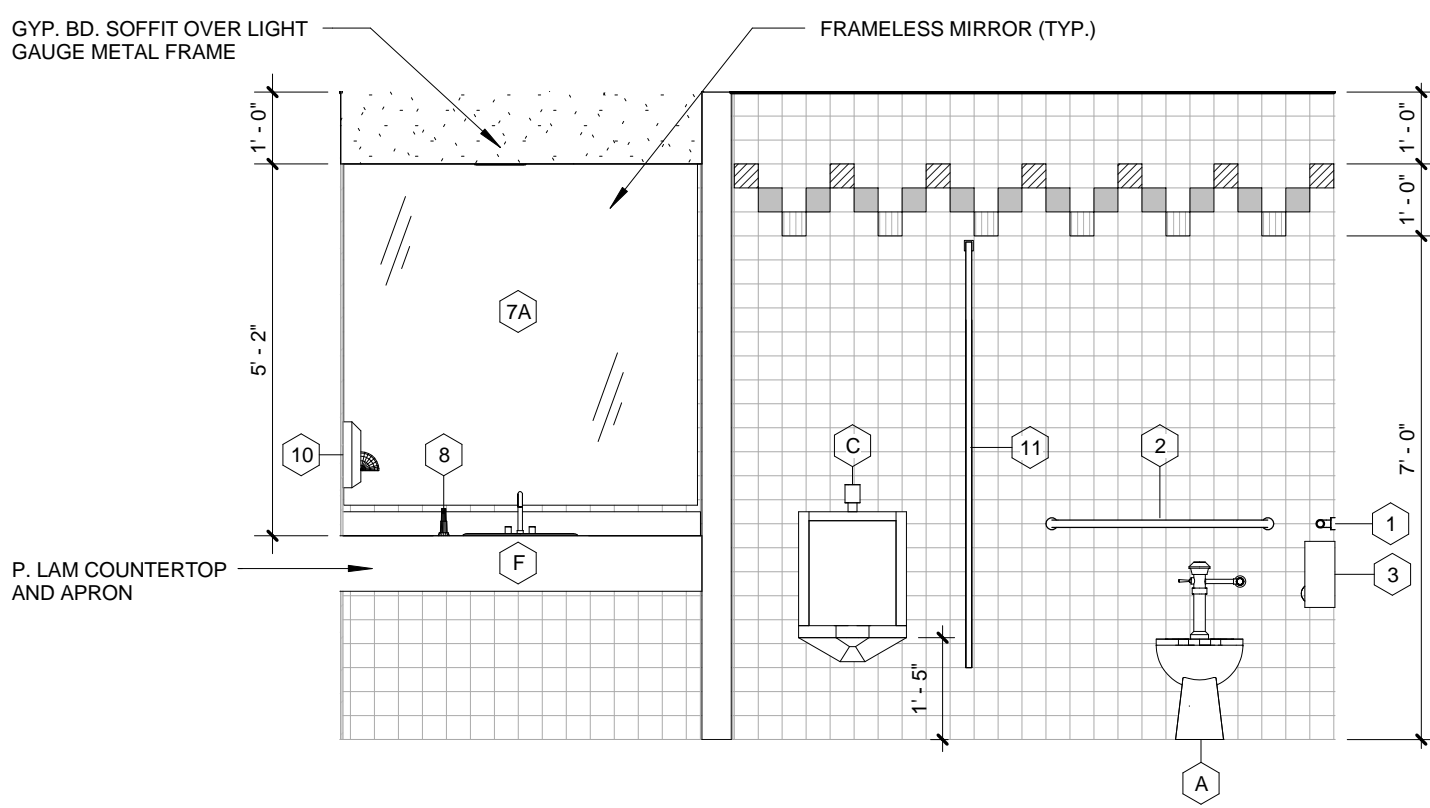 GYP. BD. SOFFIT OVER LIGHT
GAUGE METAL FRAME
FRAMELESS MIRROR (TYP.)
1' - 0"
1' - 0"
1' - 0"
5' - 2"
7A
7' - 0"
10
8
C
11
2
1
P. LAM COUNTERTOP
AND APRON
F
3
1' - 5"
A